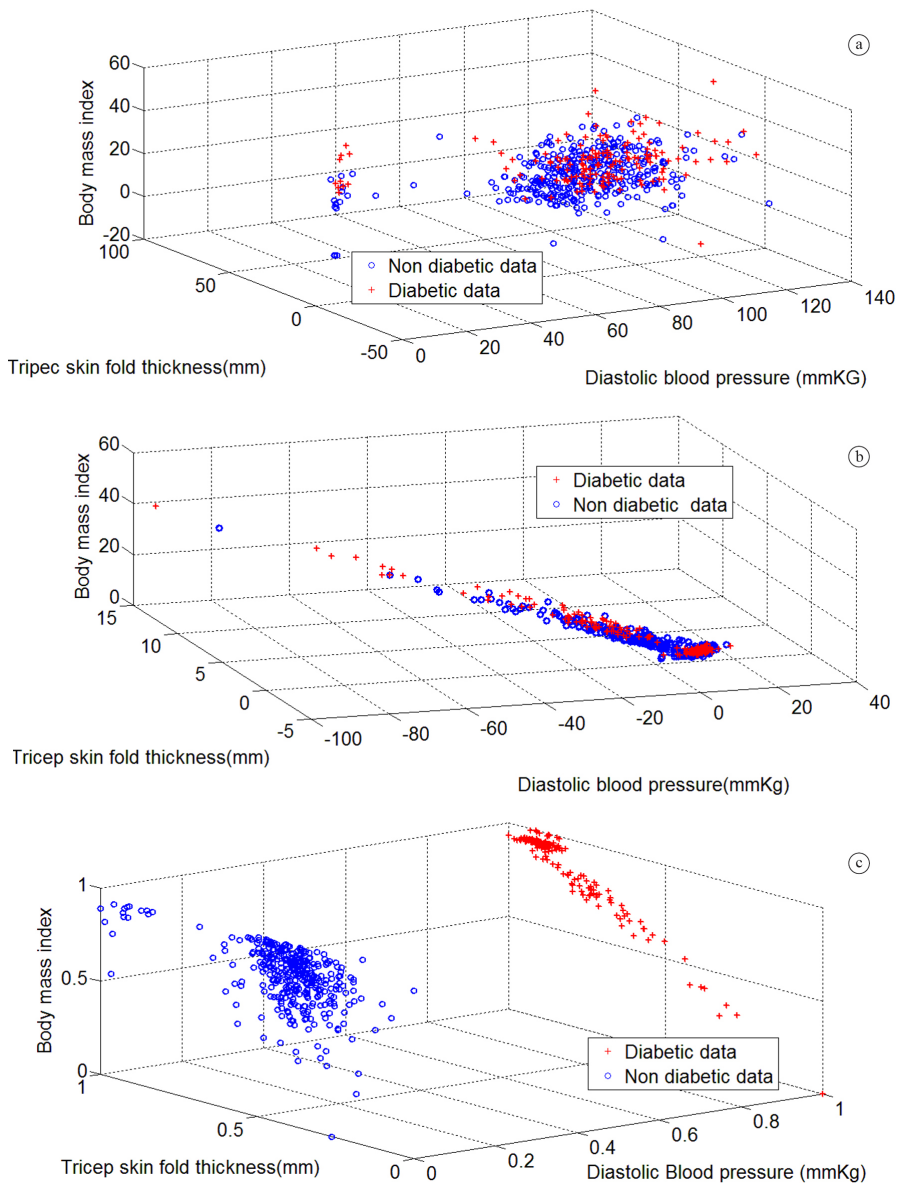 a
60
40
20
0
-20
Body mass index
100
50
0
-50
Tripec skin fold thickness(mm)
0
20
40
60
80
100
120
140
Diastolic blood pressure (mmKG)
Non diabetic data
Diabetic data
b
60
40
20
0
Body mass index
15
10
5
0
-5
Tricep skin fold thickness(mm)
-100
-80
-60
-40
-20
0
20
40
Diastolic blood pressure(mmKg)
Diabetic data
Non diabetic data
c
1
0.5
0
Body mass index
1
0.5
0
Tricep skin fold thickness(mm)
0
0.2
0.4
0.6
0.8
1
Diastolic Blood pressure (mmKg)
Diabetic data
Non diabetic data